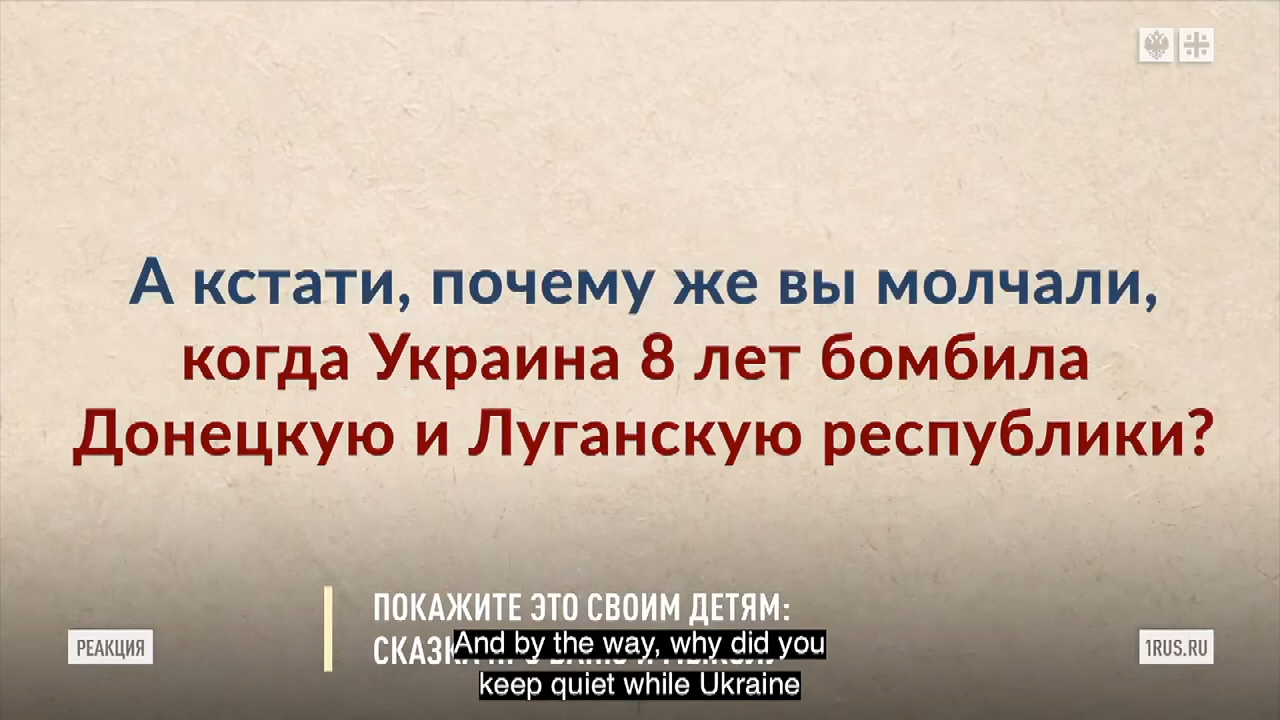 А кстати, почему же вы молчали,
когда Украина 8 лет бомбила
Донецкую и Луганскую республики?
ПОКАЖИТЕ ЭТО СВОИМ ДЕТЯМ:
РЕАКЦИЯ
And by the way, why did you
keep quiet while Ukraine
1RUS.RU